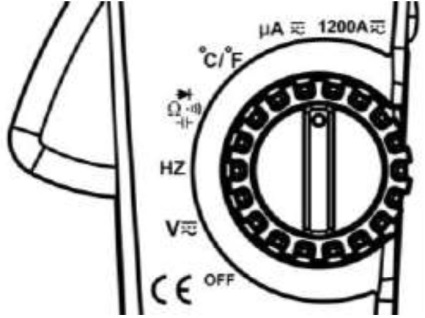 µA ⎓ 1200A⎓
°C/°F
Ω
HZ
V⎓
CE OFF